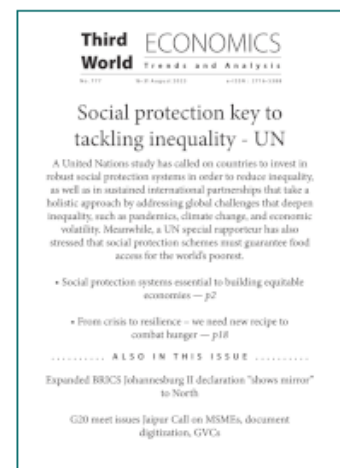 Third World ECONOMICS
Trends and Analysis
No. 777
16-31 August 2023
Social protection key to
tackling inequality - UN
A United Nations study has called on countries to invest in
robust social protection systems in order to reduce inequality,
as well as in sustained international partnerships that take a
holistic approach by addressing global challenges that deepen
inequality, such as pandemics, climate change, and economic
volatility. Meanwhile, a UN special rapporteur has also
stressed that social protection schemes must guarantee food
access for the world's poorest.
• Social protection systems essential to building equitable
economies — p2
• From crisis to resilience – we need new recipe to
combat hunger — p18
.......... ALSO IN THIS ISSUE ..........
Expanded BRICS Johannesburg II declaration "shows mirror"
to North
G20 meet issues Jaipur Call on MSMEs, document
digitization, GVCs